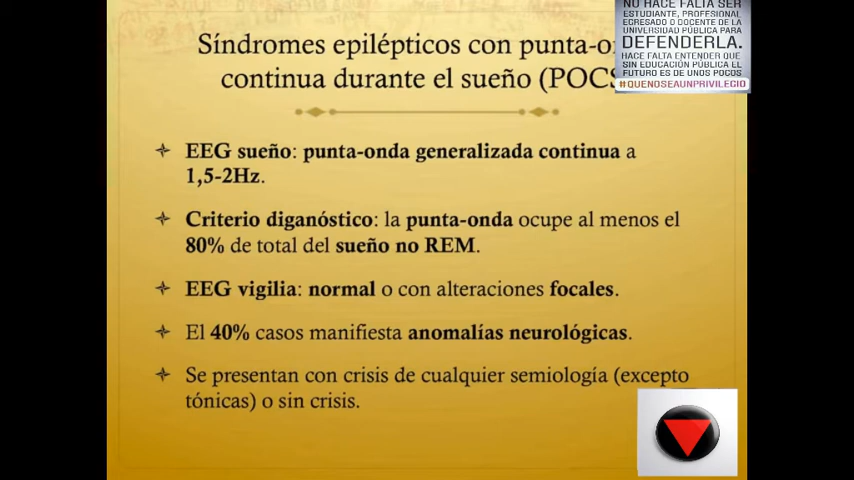 NO HACE FALTA SER
ESTUDIANTE, PROFESIONAL
EGRESADO O DOCENTE DE LA
UNIVERSIDAD PÚBLICA PARA
DEFENDERLA.
HACE FALTA ENTENDER QUE
SIN EDUCACIÓN PÚBLICA EL
FUTURO ES DE UNOS POCOS
#QUENOSEAUNPRIVILEGIO
Síndromes epilépticos con punta-o
continua durante el sueño (POCS
EEG sueño: punta-onda generalizada continua a
1,5-2Hz.
Criterio diganóstico: la punta-onda ocupe al menos el
80% de total del sueño no REM.
EEG vigilia: normal o con alteraciones focales.
El 40% casos manifiesta anomalías neurológicas.
Se presentan con crisis de cualquier semiología (excepto
tónicas) o sin crisis.